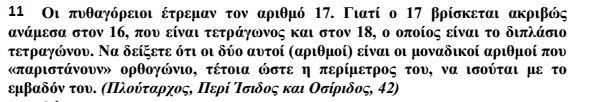 11 Οι πυθαγόρειοι έτρεμαν τον αριθμό 17. Γιατί ο 17 βρίσκεται ακριβώς
ανάμεσα στον 16, που είναι τετράγωνος και στον 18, ο οποίος είναι το διπλάσιο
τετραγώνου. Να δείξετε ότι οι δύο αυτοί (αριθμοί) είναι οι μοναδικοί αριθμοί που
«παριστάνουν» ορθογώνιο, τέτοια ώστε η περίμετρος του, να ισούται με το
εμβαδόν του. (Πλούταρχος, Περί Ίσιδος και Οσίριδος, 42)